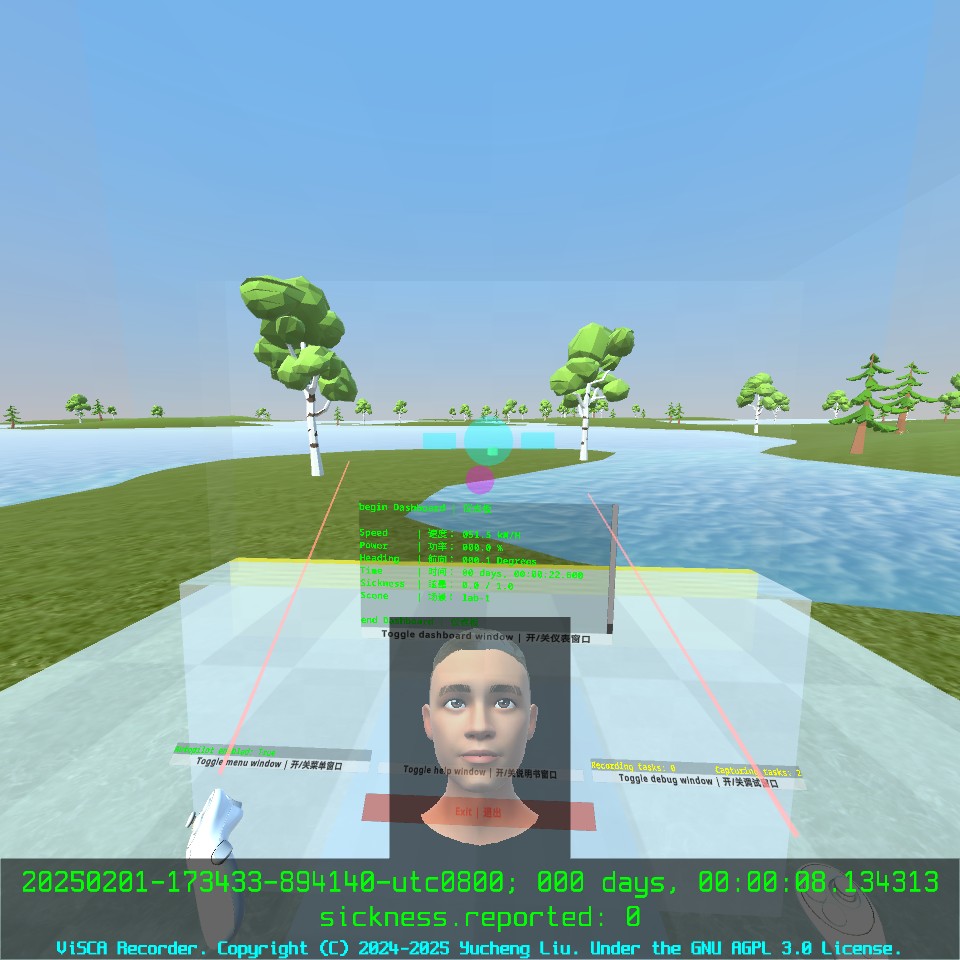 begin Dashboard
Speed | 速度： 051.5 KM/H
Power | 功率： 000.0 %
Heading | 航向： 000.1 Degrees
Time | 时间： 00 days, 00:00:22.600
Sickness | 0.0 / 1.0
Scene | 场景： lab-1
end
Toggle dashboard window | 开/关仪表窗口
Autopilot enabled: True
Toggle menu window | 开/关菜单窗口
Toggle help window | 开/关说明书窗口
Recording tasks: 0 Capturing tasks: 2
Toggle debug window | 开/关调试窗口
Exit | 退出
20250201-173433-894140-utc0800; 000 days, 00:00:08.134313
sickness.reported: 0
ViSCA Recorder. Copyright (C) 2024-2025 Yucheng Liu. Under the GNU AGPL 3.0 License.